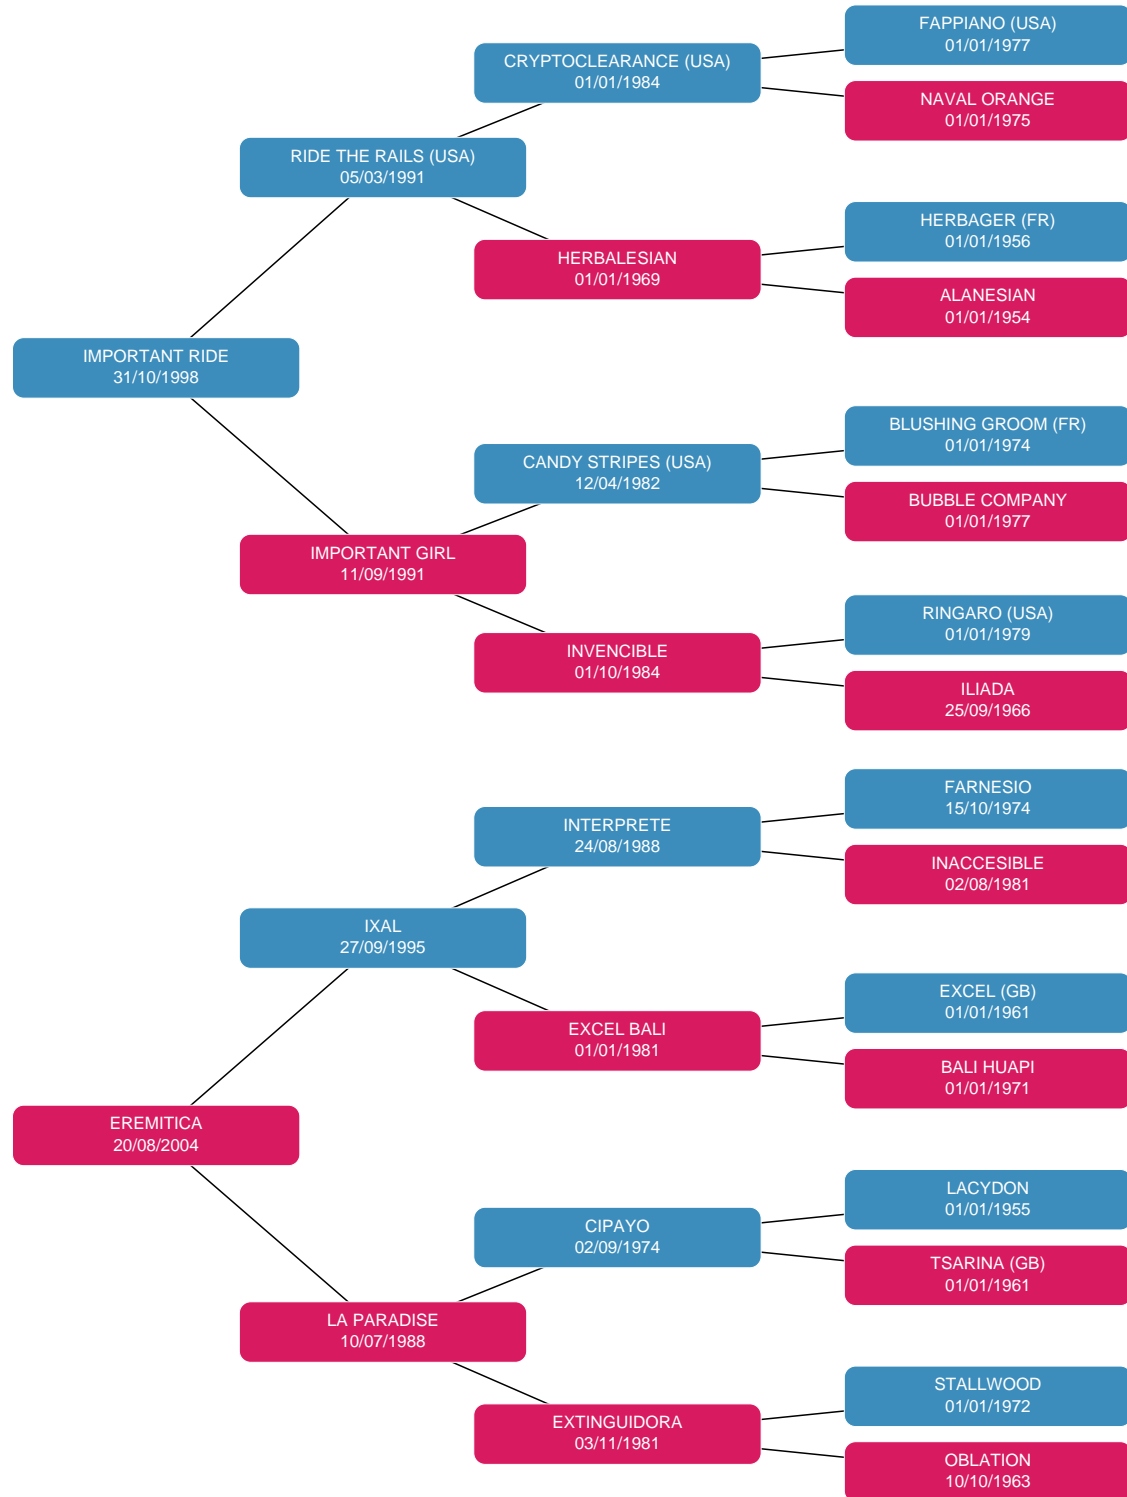 FAPPIANO (USA)
01/01/1977
CRYPTOCLEARANCE (USA)
01/01/1984
NAVAL ORANGE
01/01/1975
RIDE THE RAILS (USA)
05/03/1991
HERBAGER (FR)
01/01/1956
HERBALESIAN
01/01/1969
ALANESIAN
01/01/1954
IMPORTANT RIDE
31/10/1998
BLUSHING GROOM (FR)
01/01/1974
CANDY STRIPES (USA)
12/04/1982
BUBBLE COMPANY
01/01/1977
IMPORTANT GIRL
11/09/1991
RINGARO (USA)
01/01/1979
INVENCIBLE
01/10/1984
ILIADA
25/09/1966
FARNESIO
15/10/1974
INTERPRETE
24/08/1988
INACCESIBLE
02/08/1981
IXAL
27/09/1995
EXCEL (GB)
01/01/1961
EXCEL BALI
01/01/1981
BALI HUAPI
01/01/1971
EREMITICA
20/08/2004
LACYDON
01/01/1955
CIPAYO
02/09/1974
TSARINA (GB)
01/01/1961
LA PARADISE
10/07/1988
STALLWOOD
01/01/1972
EXTINGUIDORA
03/11/1981
OBLATION
10/10/1963